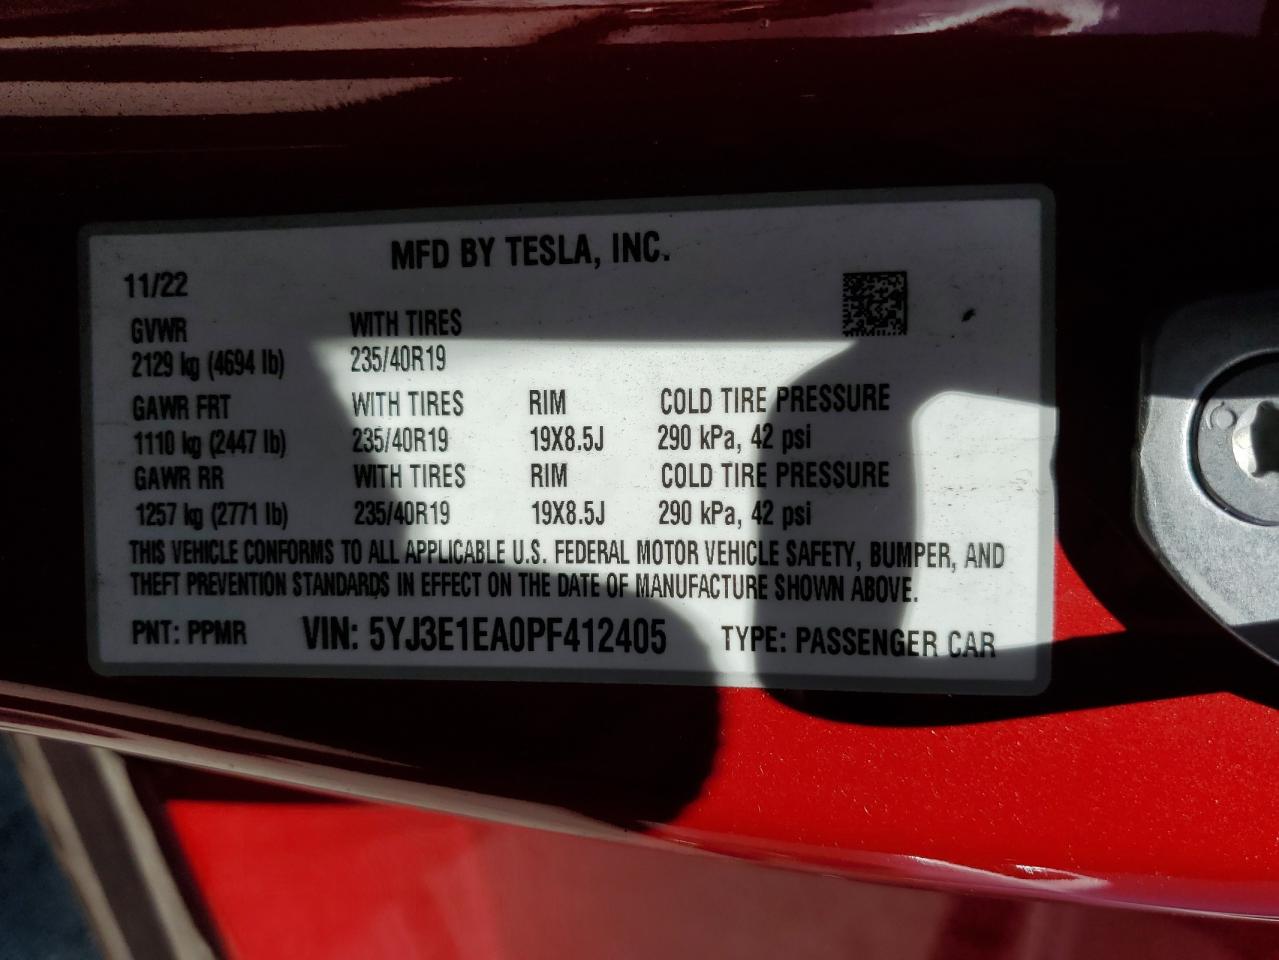 MFD BY TESLA, INC.
11/22
GVWR WITH TIRES
2129 kg (4694 lb) 235/40R19
GAWR FRT WITH TIRES RIM COLD TIRE PRESSURE
1110 kg (2447 lb) 235/40R19 19X8.5J 290 kPa, 42 psi
GAWR RR WITH TIRES RIM COLD TIRE PRESSURE
1257 kg (2771 lb) 235/40R19 19X8.5J 290 kPa, 42 psi
THIS VEHICLE CONFORMS TO ALL APPLICABLE U.S. FEDERAL MOTOR VEHICLE SAFETY, BUMPER, AND
THEFT PREVENTION STANDARDS IN EFFECT ON THE DATE OF MANUFACTURE SHOWN ABOVE.
PNT: PPMR VIN: 5YJ3E1EA0PF412405 TYPE: PASSENGER CAR